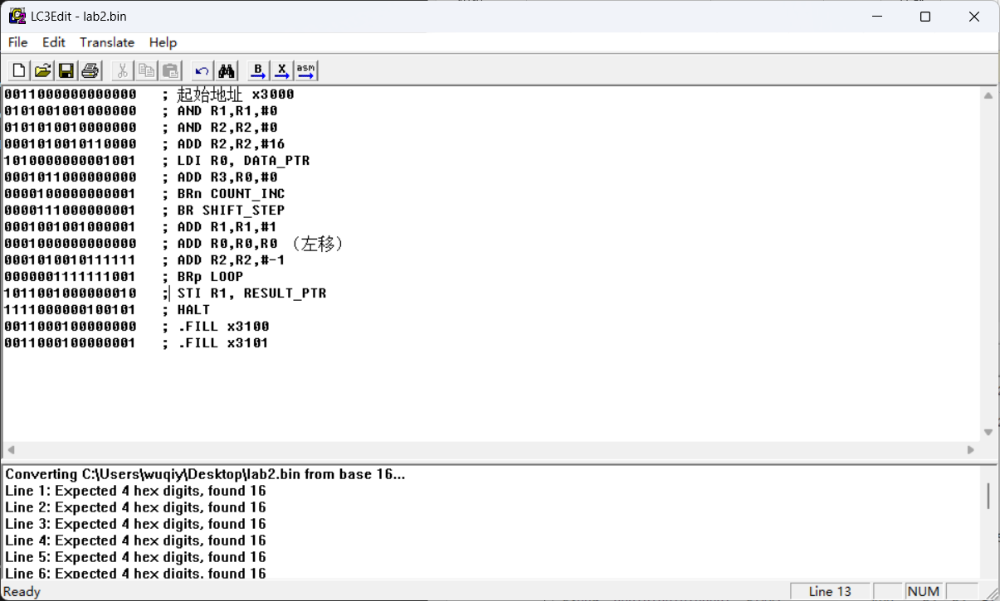 LC3Edit - lab2.bin
File Edit Translate Help
B X asm
0011000000000000 ; 起始地址 x3000
0101001001000000 ; AND R1,R1,#0
0101010010000000 ; AND R2,R2,#0
0001010010110000 ; ADD R2,R2,#16
1010000000001001 ; LDI R0, DATA_PTR
0001011000000000 ; ADD R3,R0,#0
0000100000000001 ; BRn COUNT_INC
0000111000000001 ; BR SHIFT_STEP
0001001001000001 ; ADD R1,R1,#1
0001000000000000 ; ADD R0,R0,R0 （左移）
0001010010111111 ; ADD R2,R2,#-1
0000001111111001 ; BRp LOOP
1011001000000010 ; STI R1, RESULT_PTR
1111000000100101 ; HALT
0011000100000000 ; .FILL x3100
0011000100000001 ; .FILL x3101
Converting C:\Users\wuqiy\Desktop\lab2.bin from base 16...
Line 1: Expected 4 hex digits, found 16
Line 2: Expected 4 hex digits, found 16
Line 3: Expected 4 hex digits, found 16
Line 4: Expected 4 hex digits, found 16
Line 5: Expected 4 hex digits, found 16
Line 6: Expected 4 hex digits, found 16
Ready Line 13 NUM